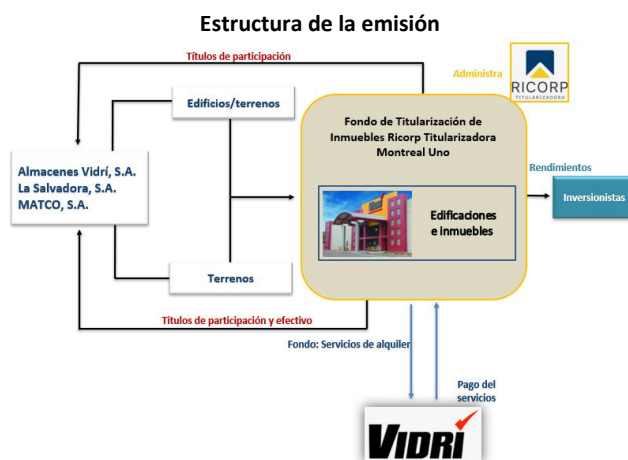 Estructura de la emisión
Títulos de participación
Administra
RICORP
TITULARIZADORA
Edificios/terrenos
Fondo de Titularización de
Inmuebles Ricorp Titularizadora
Montreal Uno
Almacenes Vidrí, S.A.
La Salvadora, S.A.
MATCO, S.A.
Rendimientos
Inversionistas
Edificaciones
e inmuebles
Terrenos
Titulos de participación y efectivo
Fondo: Servicios de alquiler
Pago del
servicios
VIDRÍ